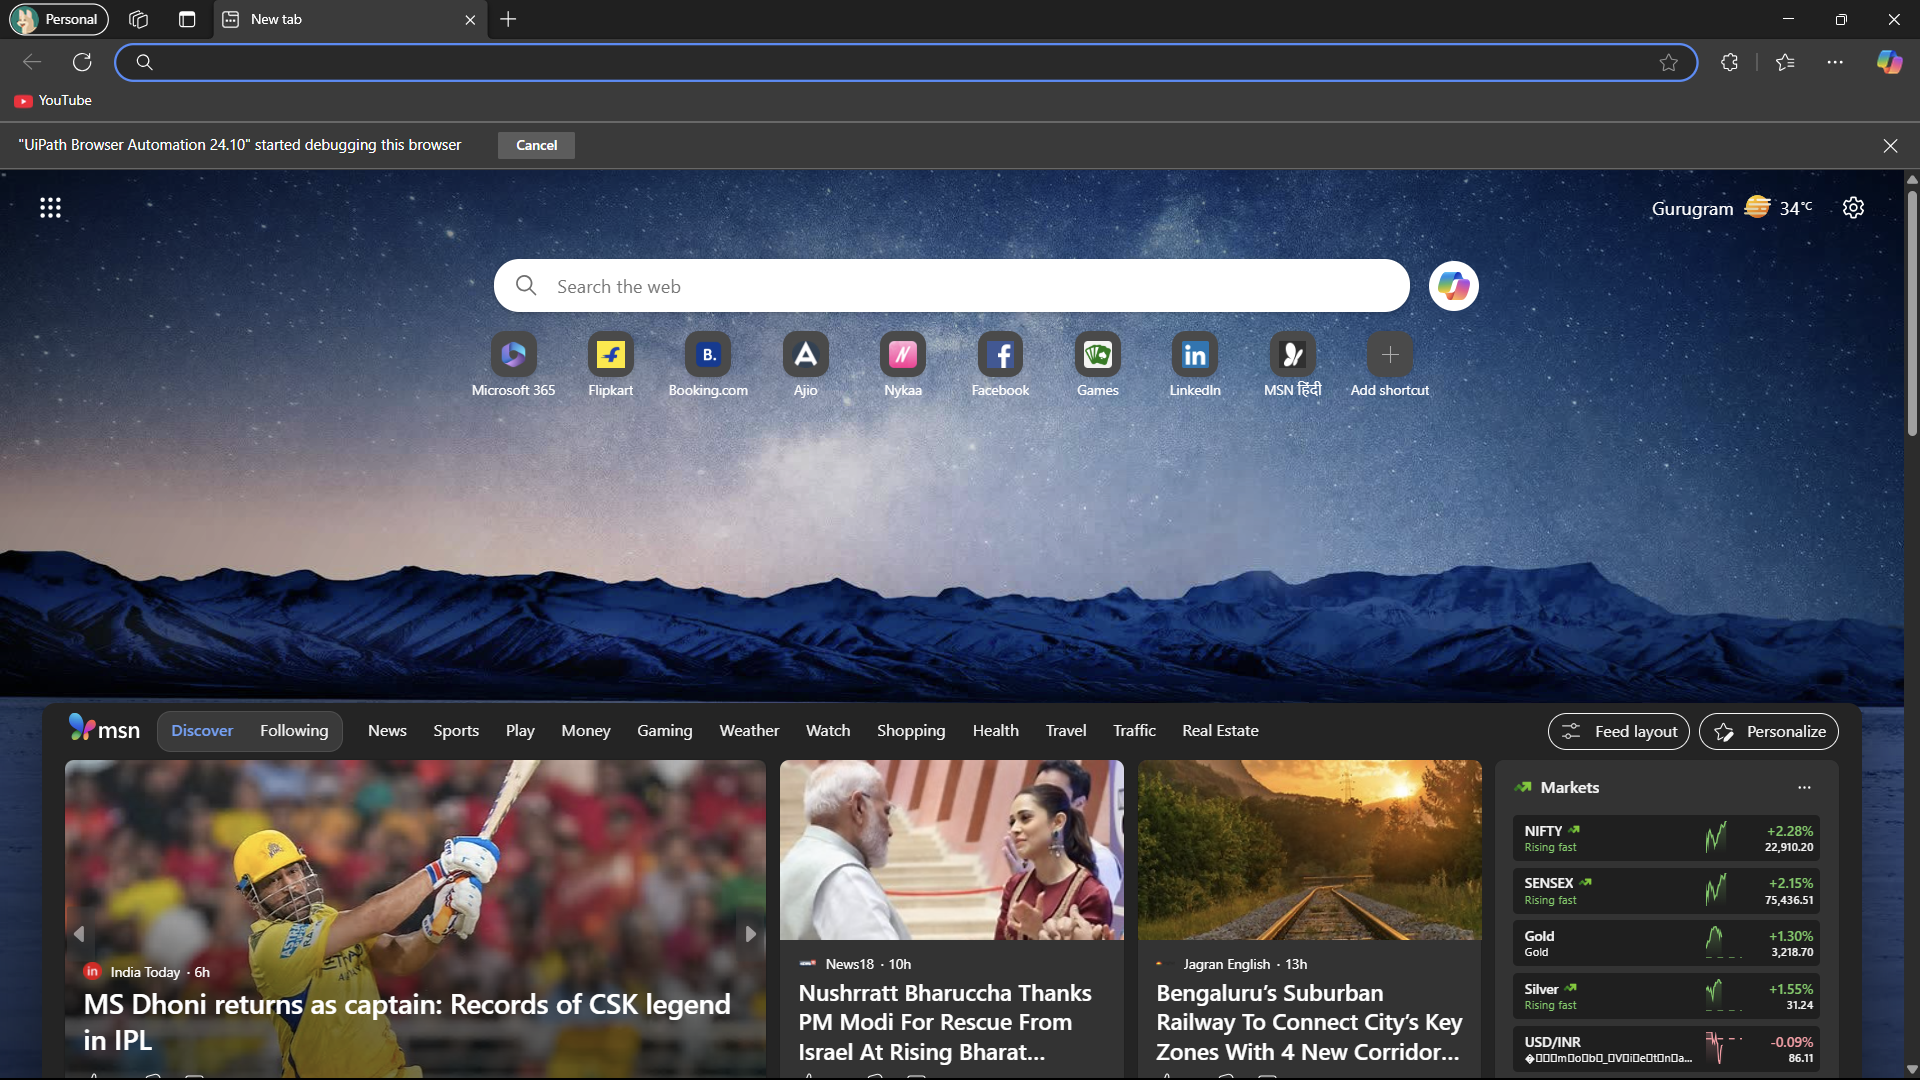 Personal
New tab
YouTube
"UiPath Browser Automation 24.10" started debugging this browser
Cancel
Gurugram 34°C
Search the web
Microsoft 365
Flipkart
Booking.com
Ajio
Nykaa
Facebook
Games
LinkedIn
MSN हिंदी
Add shortcut
msn
Discover
Following
News
Sports
Play
Money
Gaming
Weather
Watch
Shopping
Health
Travel
Traffic
Real Estate
Feed layout
Personalize
India Today · 6h
MS Dhoni returns as captain: Records of CSK legend
in IPL
News18 · 10h
Nushrratt Bharuccha Thanks
PM Modi For Rescue From
Israel At Rising Bharat...
Jagran English · 13h
Bengaluru's Suburban
Railway To Connect City's Key
Zones With 4 New Corridor...
Markets
NIFTY +2.28%
Rising fast 22,910.20
SENSEX +2.15%
Rising fast 75,436.51
Gold +1.30%
Gold 3,218.70
Silver +1.55%
Rising fast 31.24
USD/INR -0.09%
86.11